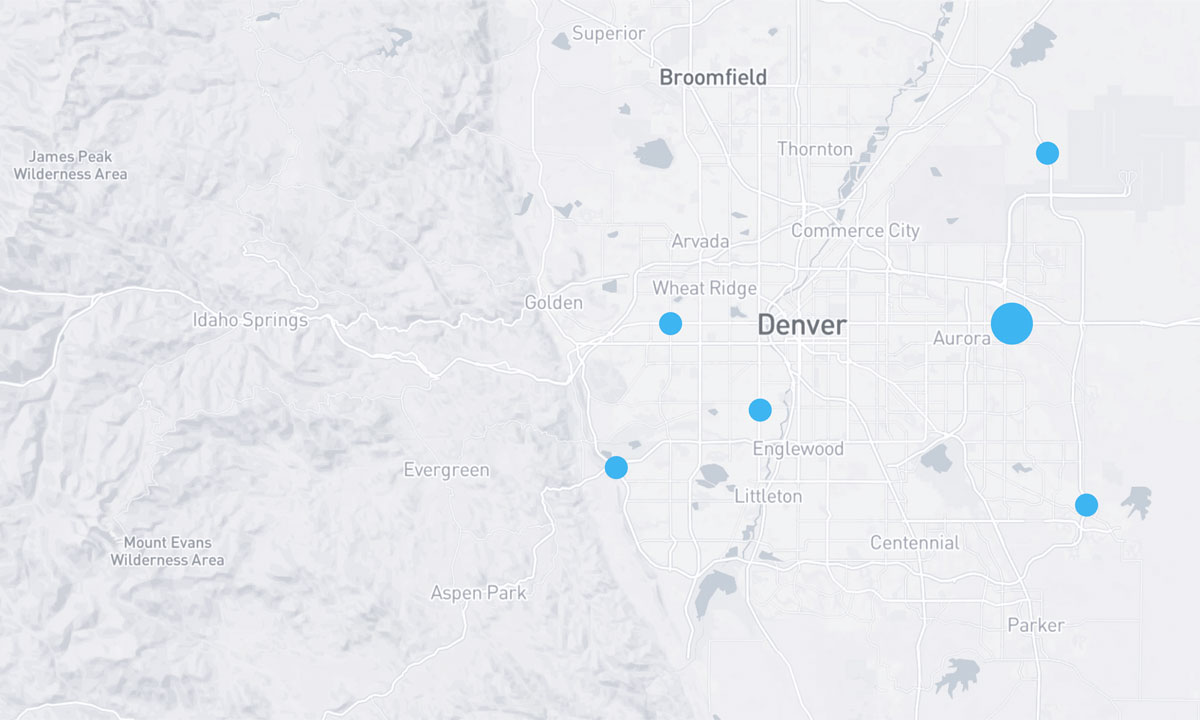 Superior
Broomfield
Thornton
James Peak
Wilderness Area
Commerce City
Arvada
Wheat Ridge
Golden
Idaho Springs
Denver
Aurora
Englewood
Evergreen
Littleton
Centennial
Mount Evans
Wilderness Area
Aspen Park
Parker